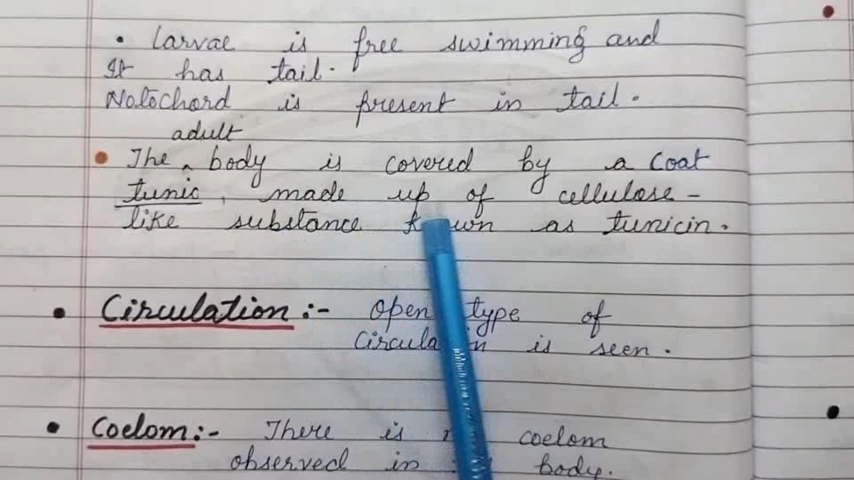 • Larvae is free swimming and
It has tail.
Notochord is present in tail.
adult
• The ^ body is covered by a coat
tunic, made up of cellulose -
like substance known as tunicin.
• Circulation :- Open type of
Circulation is seen.
• Coelom :- There is coelom
observed in body.